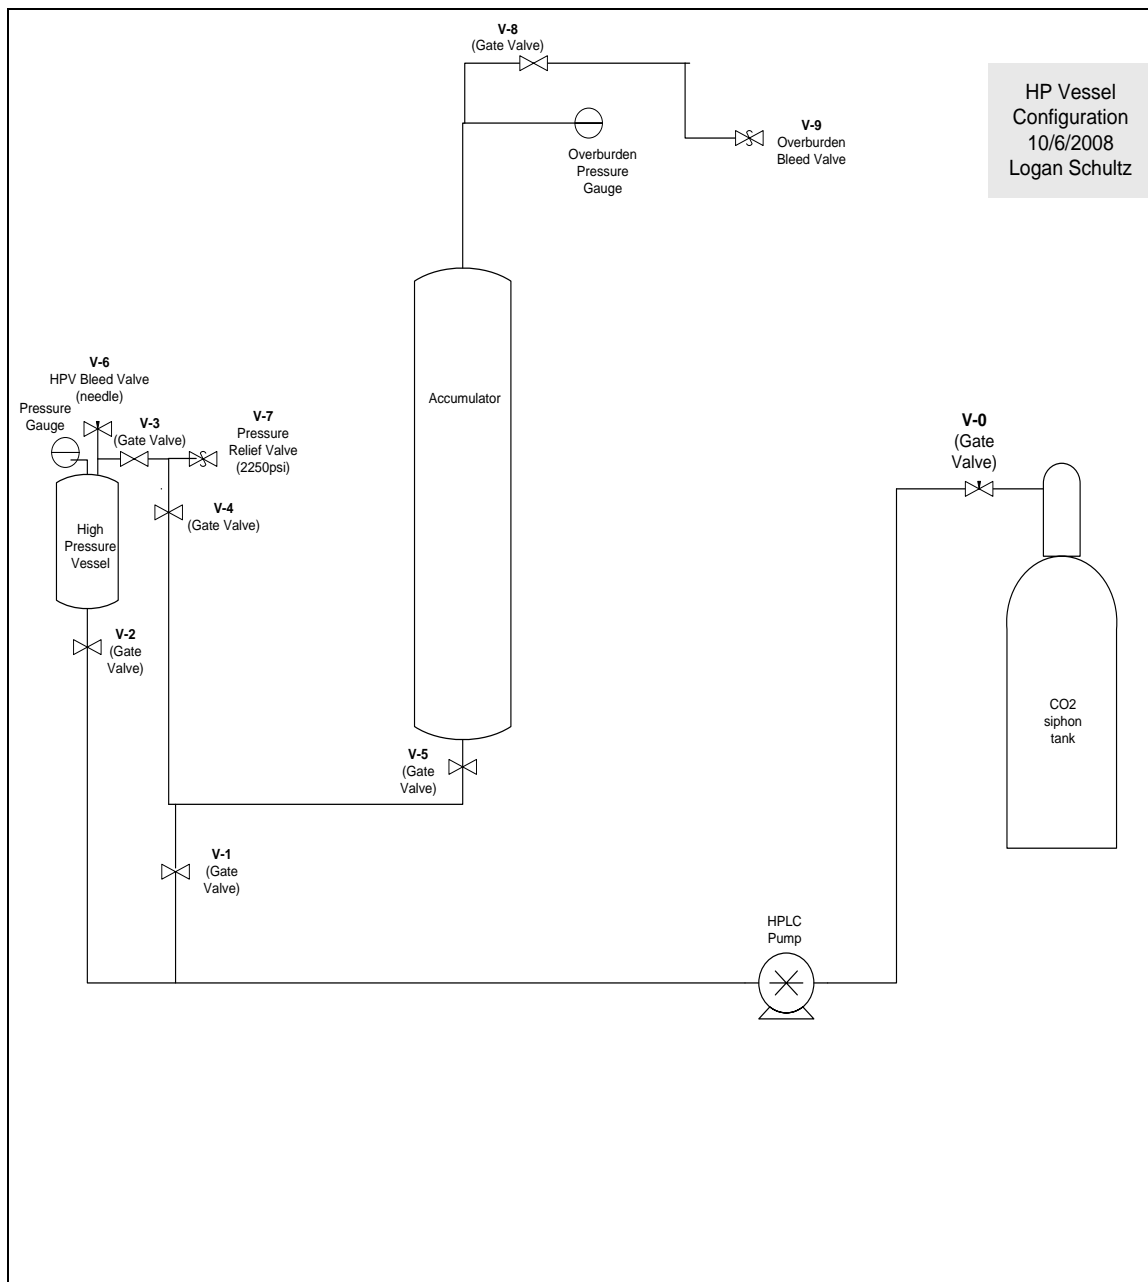 V-8
(Gate Valve)
HP Vessel
Configuration
10/6/2008
Logan Schultz
V-9
Overburden
Bleed Valve
Overburden
Pressure
Gauge
V-6
HPV Bleed Valve
(needle)
Pressure
Gauge
V-3
(Gate Valve)
V-7
Pressure
Relief Valve
(2250psi)
Accumulator
V-0
(Gate
Valve)
V-4
(Gate Valve)
High
Pressure
Vessel
V-2
(Gate
Valve)
CO2
siphon
tank
V-5
(Gate
Valve)
V-1
(Gate
Valve)
HPLC
Pump